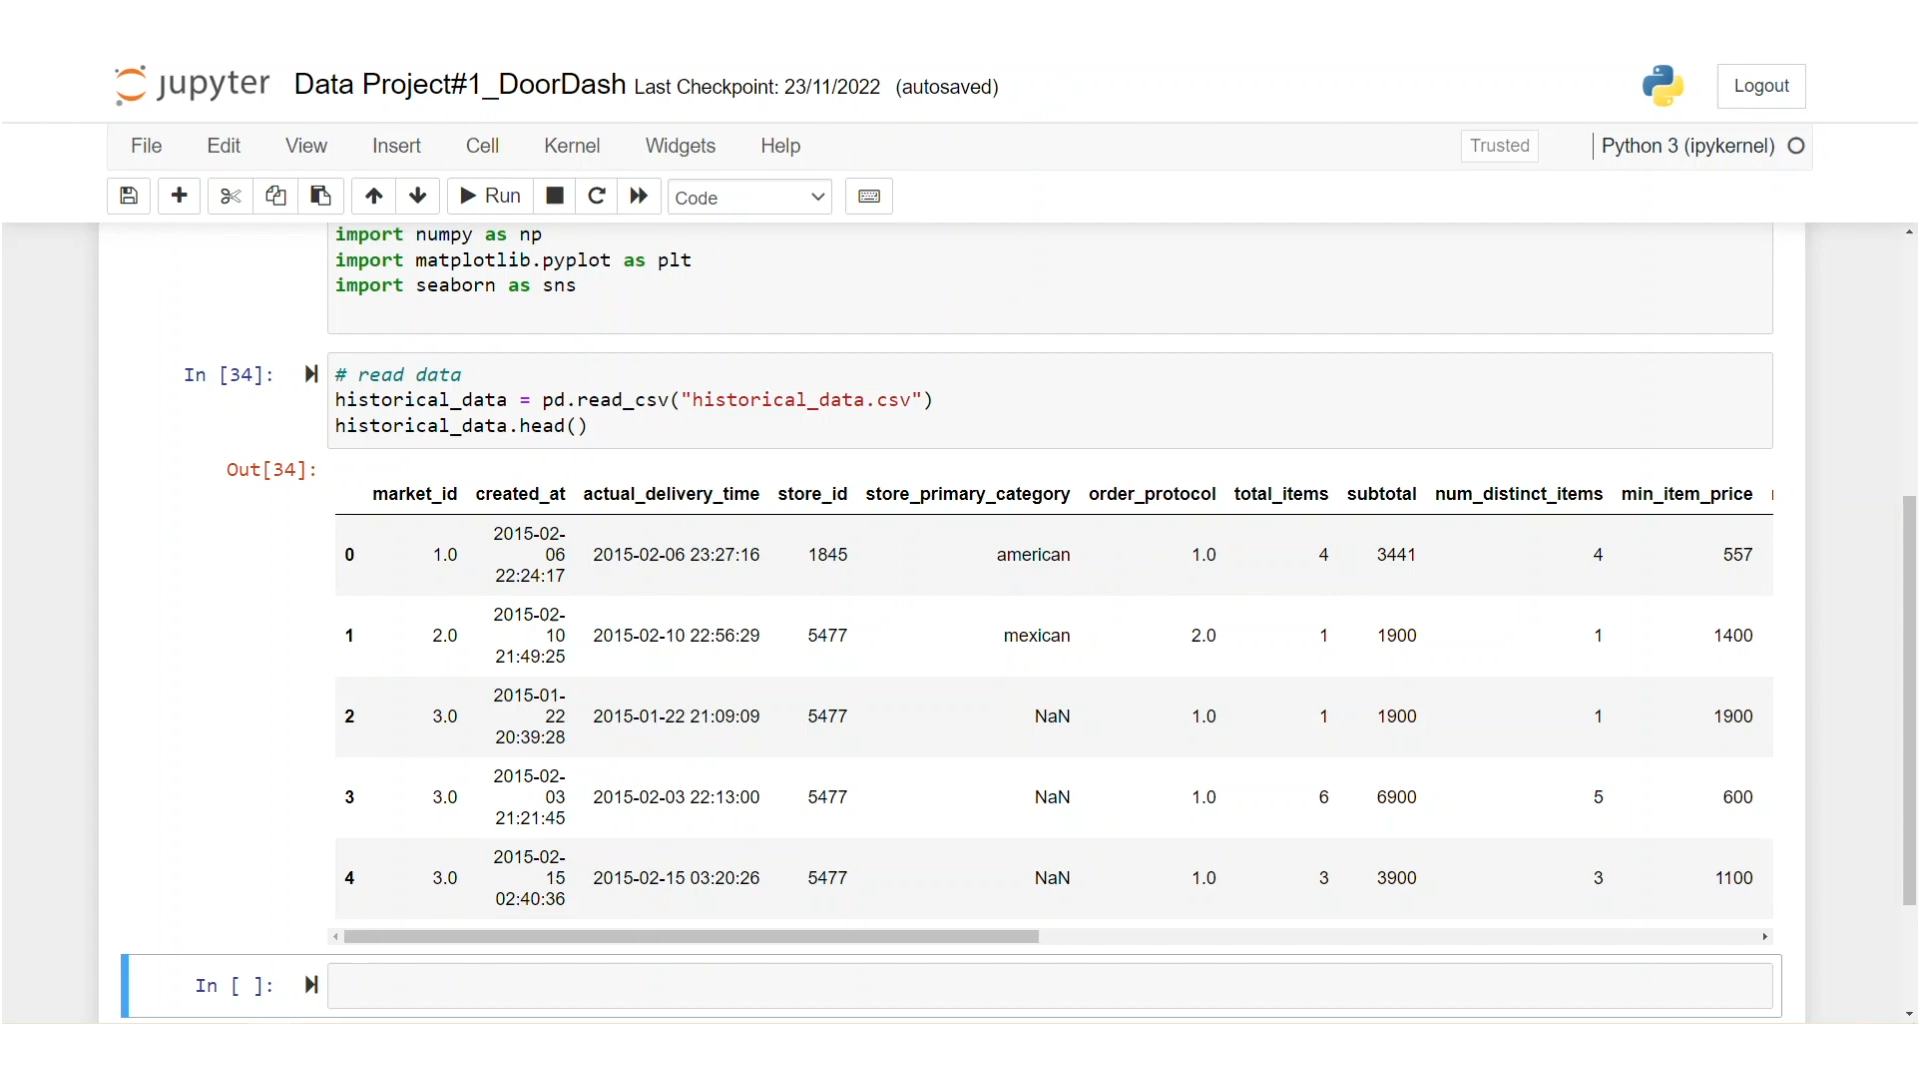 jupyter Data Project#1_DoorDash Last Checkpoint: 23/11/2022 (autosaved) Logout
File Edit View Insert Cell Kernel Widgets Help Trusted Python 3 (ipykernel)
Run Code
import numpy as np
import matplotlib.pyplot as plt
import seaborn as sns
In [34]: # read data
historical_data = pd.read_csv("historical_data.csv")
historical_data.head()
Out[34]:
market_id created_at actual_delivery_time store_id store_primary_category order_protocol total_items subtotal num_distinct_items min_item_price
2015-02-
0 1.0 06 2015-02-06 23:27:16 1845 american 1.0 4 3441 4 557
22:24:17
2015-02-
1 2.0 10 2015-02-10 22:56:29 5477 mexican 2.0 1 1900 1 1400
21:49:25
2015-01-
2 3.0 22 2015-01-22 21:09:09 5477 NaN 1.0 1 1900 1 1900
20:39:28
2015-02-
3 3.0 03 2015-02-03 22:13:00 5477 NaN 1.0 6 6900 5 600
21:21:45
2015-02-
4 3.0 15 2015-02-15 03:20:26 5477 NaN 1.0 3 3900 3 1100
02:40:36
In [ ]: